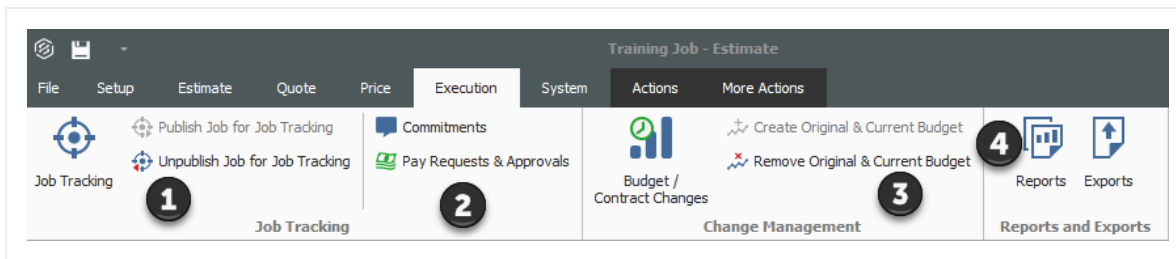 Training Job - Estimate
File Setup Estimate Quote Price Execution System Actions More Actions
Publish Job for Job Tracking
Unpublish Job for Job Tracking
Job Tracking
1
Commitments
Pay Requests & Approvals
2
Job Tracking
Budget /
Contract Changes
Create Original & Current Budget
Remove Original & Current Budget
3
Change Management
4
Reports Exports
Reports and Exports